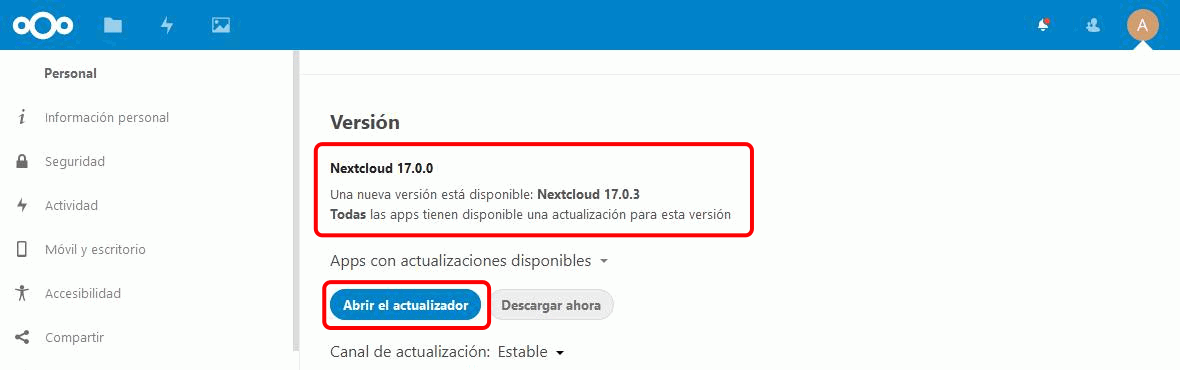 A
Personal
Información personal
Seguridad
Actividad
Móvil y escritorio
Accesibilidad
Compartir
Versión
Nextcloud 17.0.0
Una nueva versión está disponible: Nextcloud 17.0.3
Todas las apps tienen disponible una actualización para esta versión
Apps con actualizaciones disponibles
Abrir el actualizador
Descargar ahora
Canal de actualización: Estable